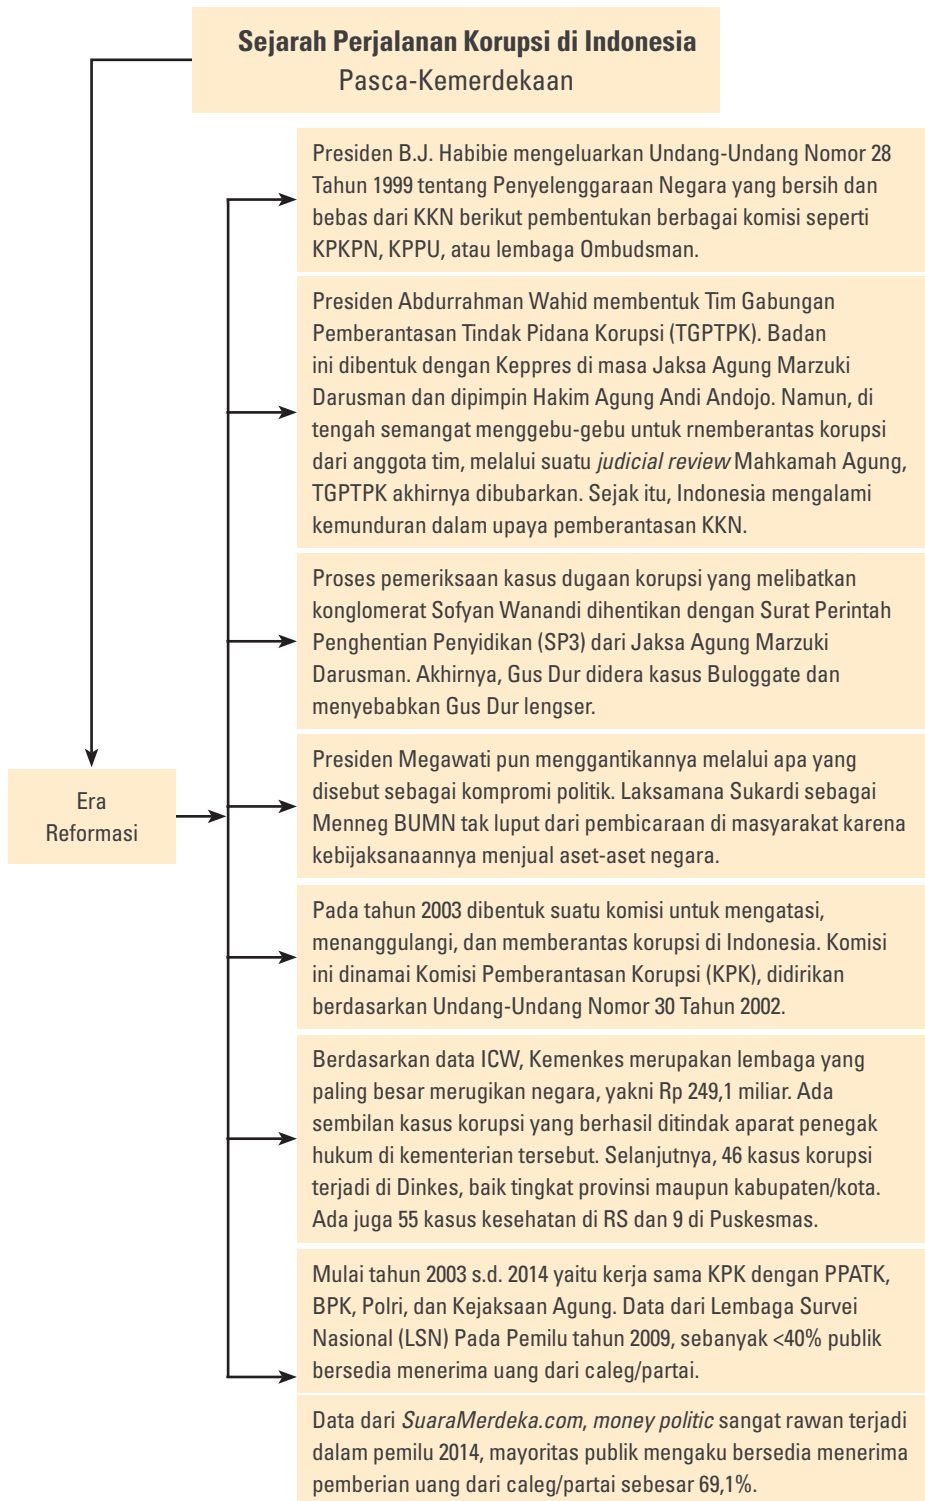 Sejarah Perjalanan Korupsi di Indonesia
Pasca-Kemerdekaan
Presiden B.J. Habibie mengeluarkan Undang-Undang Nomor 28
Tahun 1999 tentang Penyelenggaraan Negara yang bersih dan
bebas dari KKN berikut pembentukan berbagai komisi seperti
KPKPN, KPPU, atau lembaga Ombudsman.
Presiden Abdurrahman Wahid membentuk Tim Gabungan
Pemberantasan Tindak Pidana Korupsi (TGPTPK). Badan
ini dibentuk dengan Keppres di masa Jaksa Agung Marzuki
Darusman dan dipimpin Hakim Agung Andi Andojo. Namun, di
tengah semangat menggebu-gebu untuk rnemberantas korupsi
dari anggota tim, melalui suatu judicial review Mahkamah Agung,
TGPTPK akhirnya dibubarkan. Sejak itu, Indonesia mengalami
kemunduran dalam upaya pemberantasan KKN.
Proses pemeriksaan kasus dugaan korupsi yang melibatkan
konglomerat Sofyan Wanandi dihentikan dengan Surat Perintah
Penghentian Penyidikan (SP3) dari Jaksa Agung Marzuki
Darusman. Akhirnya, Gus Dur didera kasus Buloggate dan
menyebabkan Gus Dur lengser.
Era
Reformasi
Presiden Megawati pun menggantikannya melalui apa yang
disebut sebagai kompromi politik. Laksamana Sukardi sebagai
Menneg BUMN tak luput dari pembicaraan di masyarakat karena
kebijaksanaannya menjual aset-aset negara.
Pada tahun 2003 dibentuk suatu komisi untuk mengatasi,
menanggulangi, dan memberantas korupsi di Indonesia. Komisi
ini dinamai Komisi Pemberantasan Korupsi (KPK), didirikan
berdasarkan Undang-Undang Nomor 30 Tahun 2002.
Berdasarkan data ICW, Kemenkes merupakan lembaga yang
paling besar merugikan negara, yakni Rp 249,1 miliar. Ada
sembilan kasus korupsi yang berhasil ditindak aparat penegak
hukum di kementerian tersebut. Selanjutnya, 46 kasus korupsi
terjadi di Dinkes, baik tingkat provinsi maupun kabupaten/kota.
Ada juga 55 kasus kesehatan di RS dan 9 di Puskesmas.
Mulai tahun 2003 s.d. 2014 yaitu kerja sama KPK dengan PPATK,
BPK, Polri, dan Kejaksaan Agung. Data dari Lembaga Survei
Nasional (LSN) Pada Pemilu tahun 2009, sebanyak <40% publik
bersedia menerima uang dari caleg/partai.
Data dari SuaraMerdeka.com, money politic sangat rawan terjadi
dalam pemilu 2014, mayoritas publik mengaku bersedia menerima
pemberian uang dari caleg/partai sebesar 69,1%.